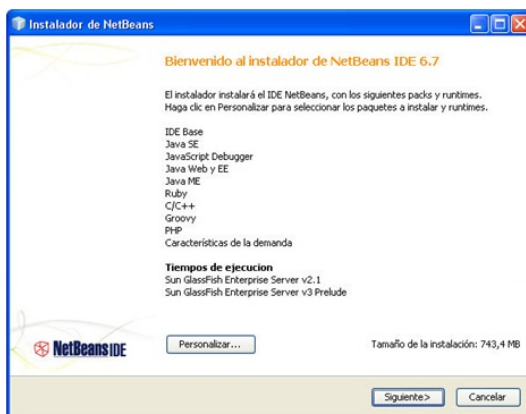 Instalador de NetBeans
Bienvenido al instalador de NetBeans IDE 6.7
El instalador instalará el IDE NetBeans, con los siguientes packs y runtimes.
Haga clic en Personalizar para seleccionar los paquetes a instalar y runtimes.
IDE Base
Java SE
JavaScript Debugger
Java Web y EE
Java ME
Ruby
C/C++
Groovy
PHP
Características de la demanda
Tiempos de ejecucion
Sun GlassFish Enterprise Server v2.1
Sun GlassFish Enterprise Server v3 Prelude
NetBeans IDE
Personalizar...
Tamaño de la instalación: 743,4 MB
Siguiente>
Cancelar